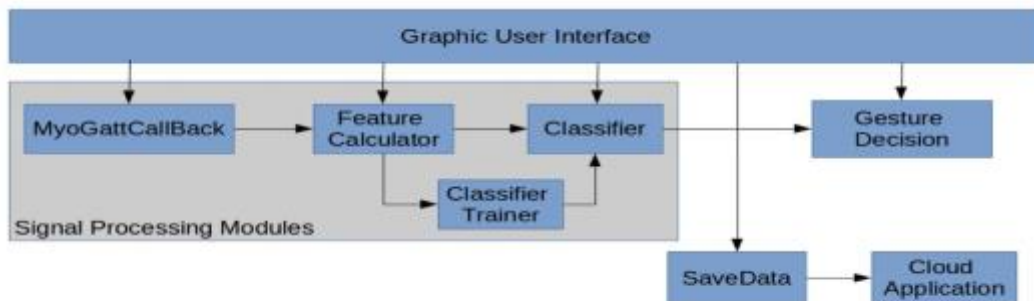 Graphic User Interface
MyoGattCallBack
Feature
Calculator
Classifier
Gesture
Decision
Classifier
Trainer
Signal Processing Modules
SaveData
Cloud
Application